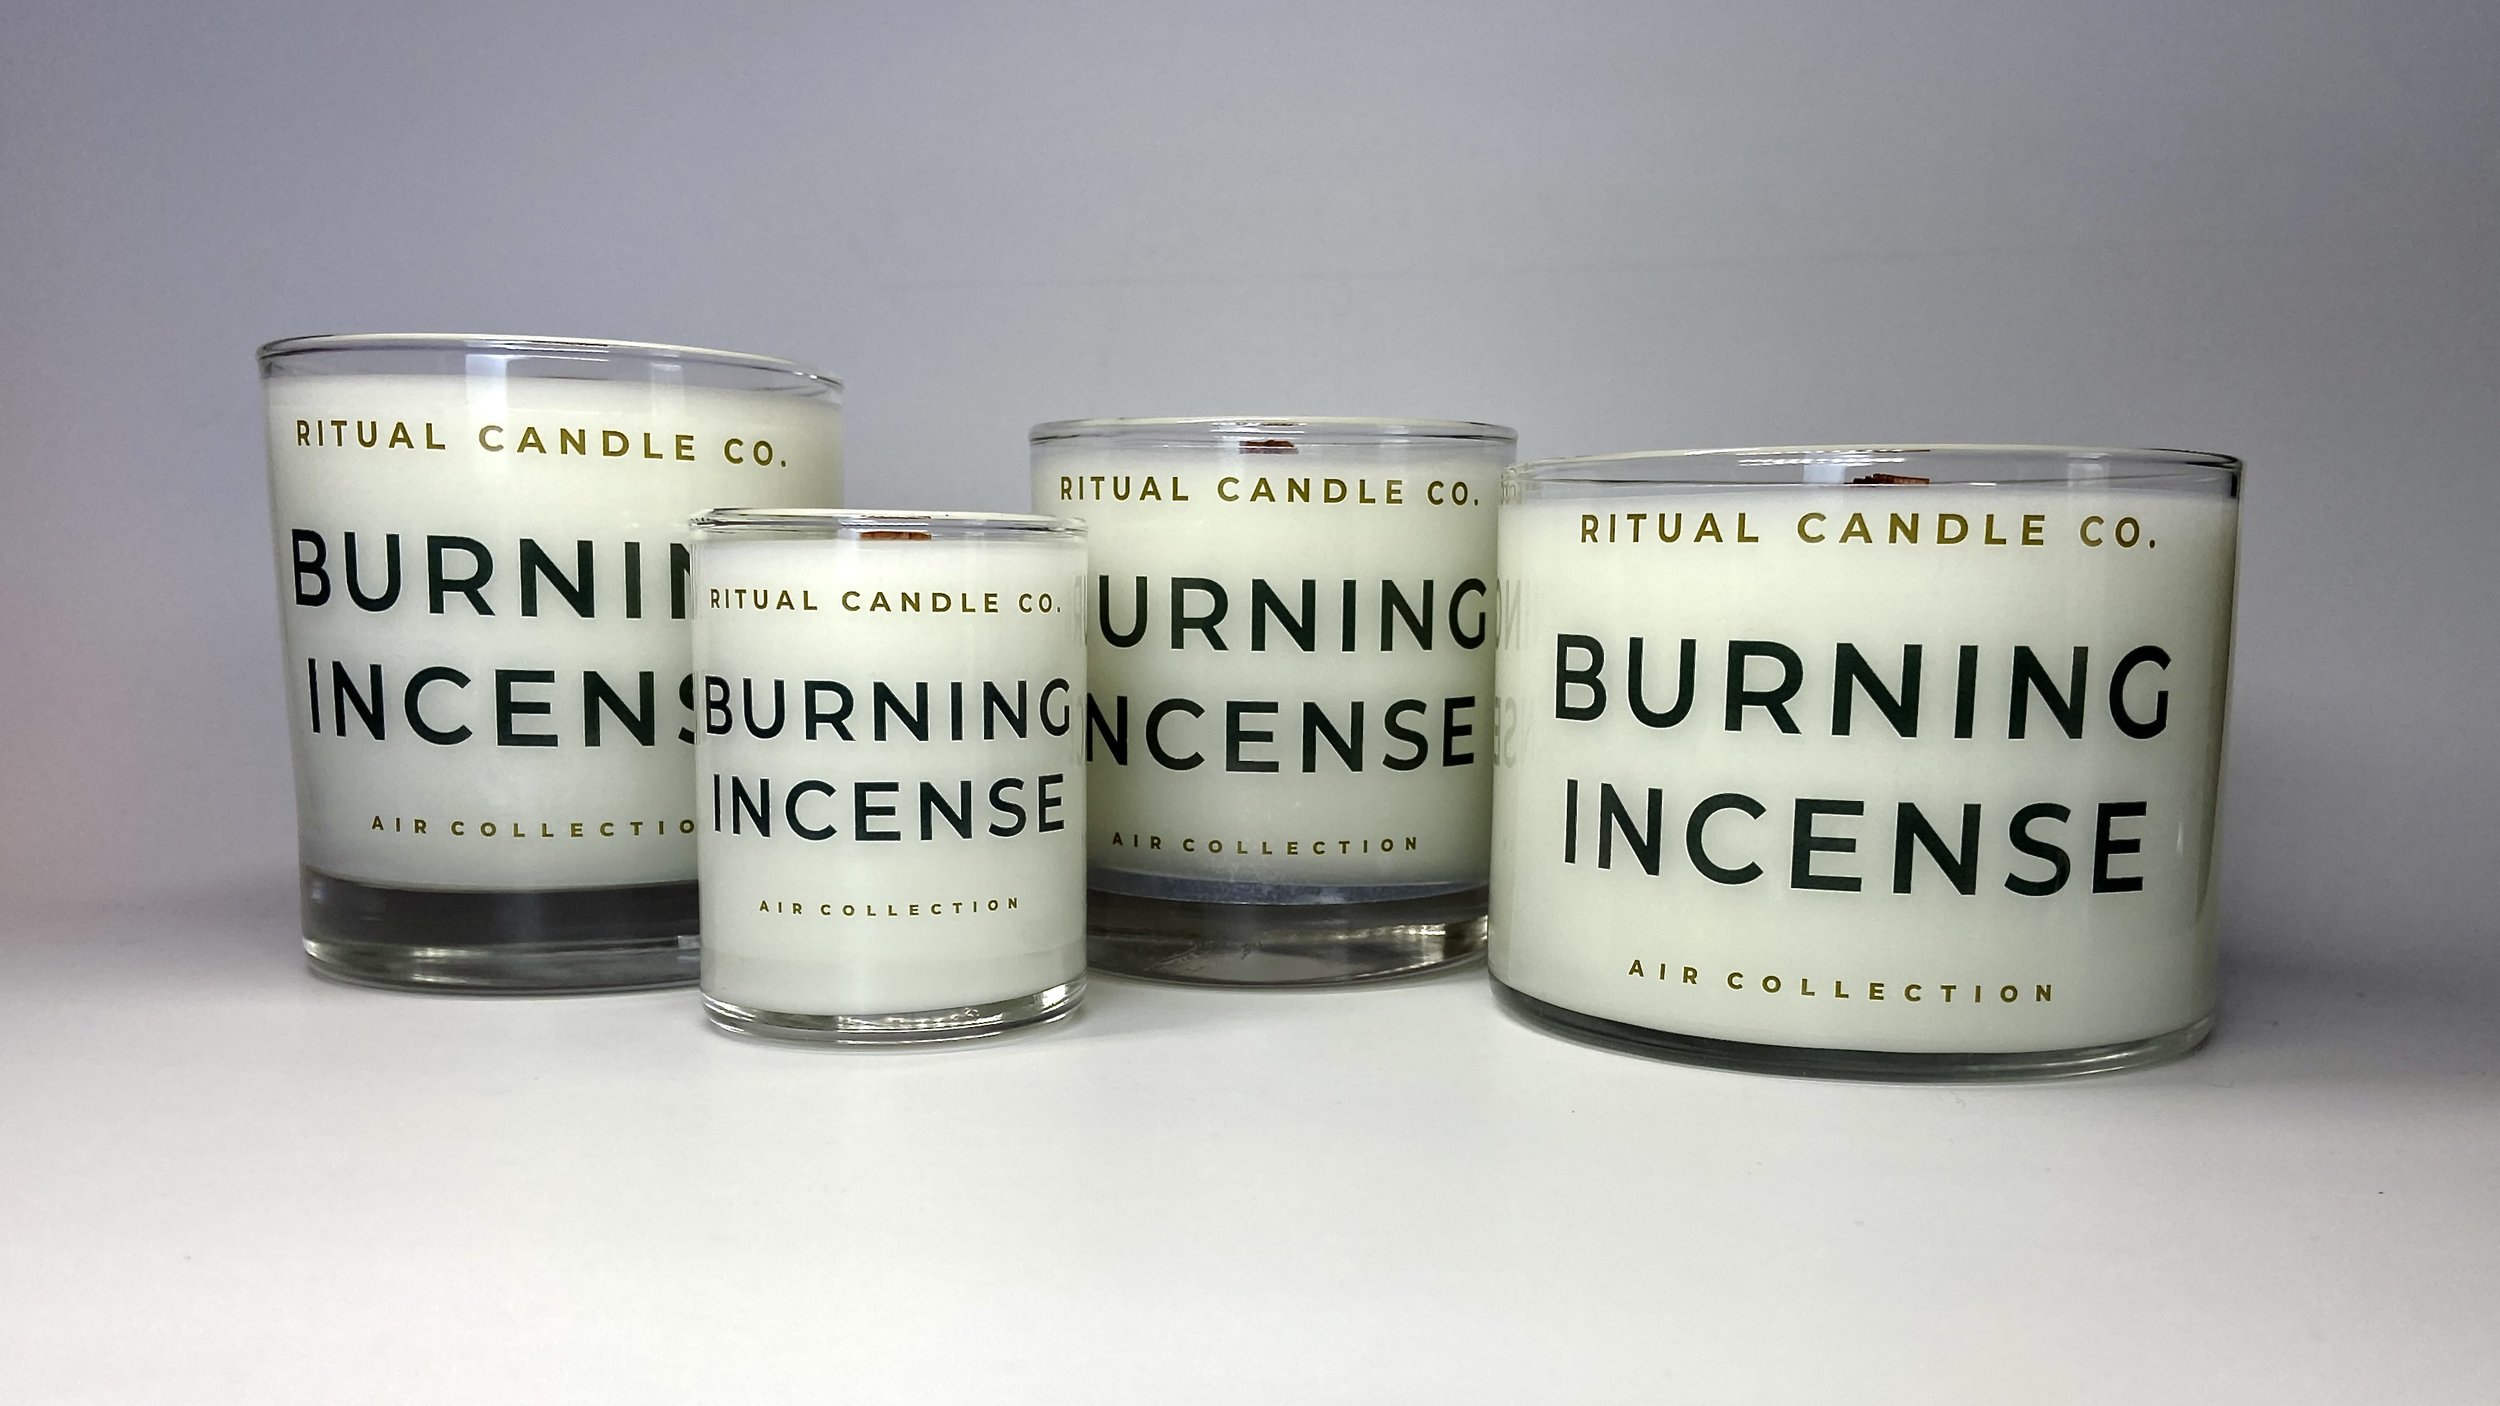 RITUAL CANDLE CO.
BURNIN
INCENS
AIR COLLECTIO
RITUAL CANDLE CO.
BURNING
INCENSE
AIR COLLECTION
RITUAL CANDLE CO.
URNING
NCENSE
AIR COLLECTION
RITUAL CANDLE CO.
BURNING
INCENSE
AIR COLLECTION